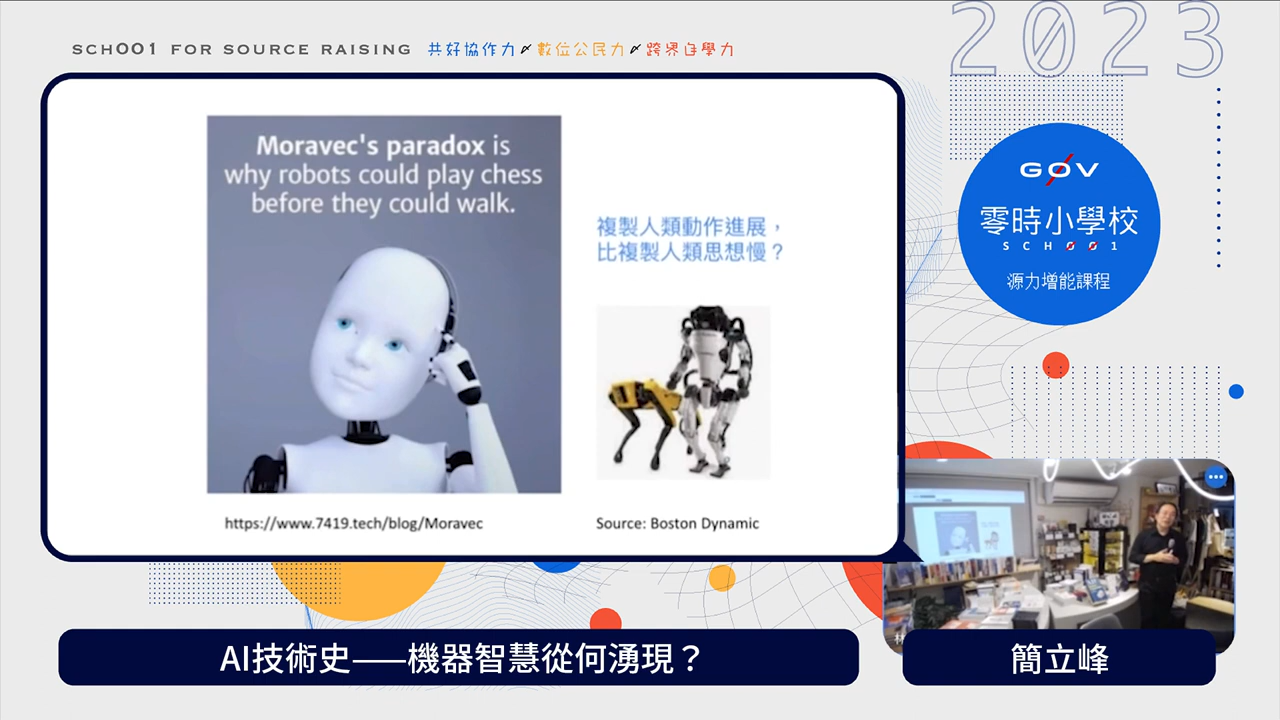 SCH001 FOR SOURCE RAISING 共好協作力 數位公民力 跨界自學力
2023
Moravec's paradox is
why robots could play chess
before they could walk.
複製人類動作進展，
比複製人類思想慢？
https://www.7419.tech/blog/Moravec
Source: Boston Dynamic
G0V
零時小學校
SCH001
源力增能課程
AI技術史——機器智慧從何湧現？
簡立峰